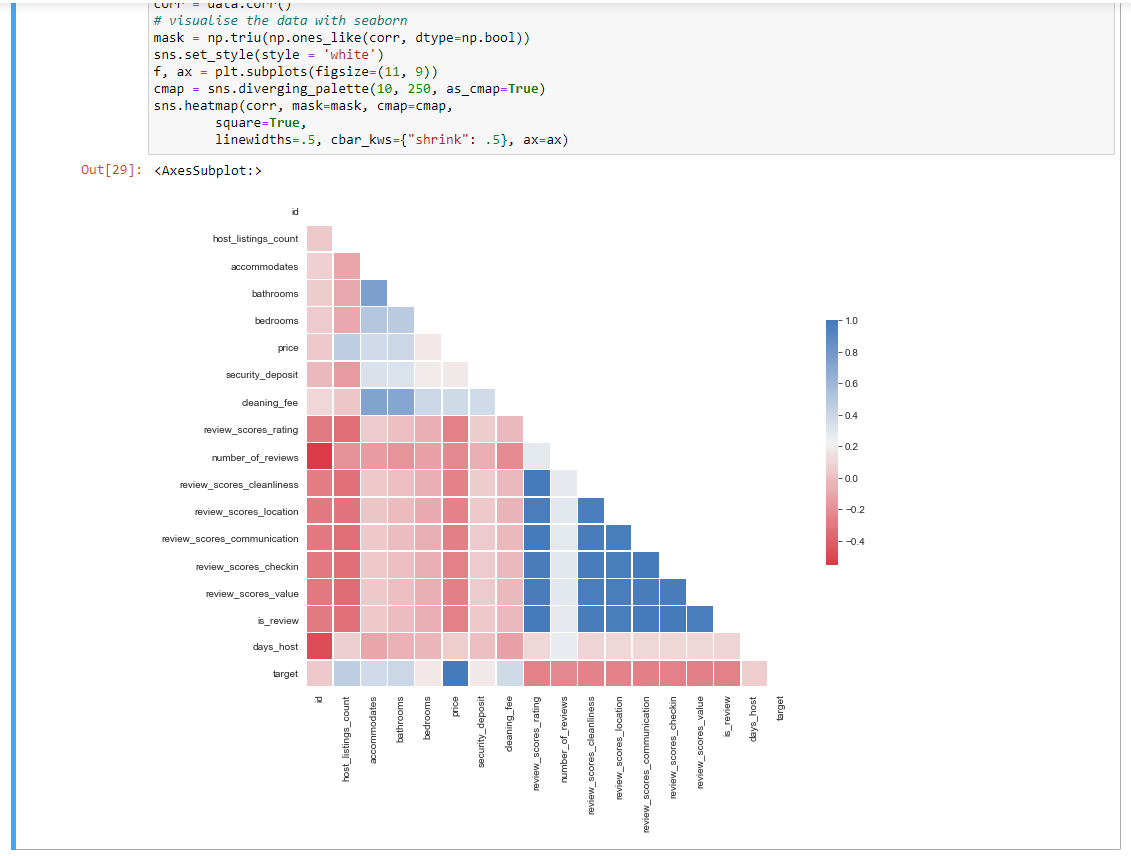 corr = data.corr()
# visualise the data with seaborn
mask = np.triu(np.ones_like(corr, dtype=np.bool))
sns.set_style(style = 'white')
f, ax = plt.subplots(figsize=(11, 9))
cmap = sns.diverging_palette(10, 250, as_cmap=True)
sns.heatmap(corr, mask=mask, cmap=cmap,
        square=True,
        linewidths=.5, cbar_kws={"shrink": .5}, ax=ax)
Out[29]: <AxesSubplot:>
id
host_listings_count
accommodates
bathrooms
bedrooms
price
security_deposit
cleaning_fee
review_scores_rating
number_of_reviews
review_scores_cleanliness
review_scores_location
review_scores_communication
review_scores_checkin
review_scores_value
is_review
days_host
target
id
host_listings_count
accommodates
bathrooms
bedrooms
price
security_deposit
cleaning_fee
review_scores_rating
number_of_reviews
review_scores_cleanliness
review_scores_location
review_scores_communication
review_scores_checkin
review_scores_value
is_review
days_host
target
1.0
0.8
0.6
0.4
0.2
0.0
−0.2
−0.4